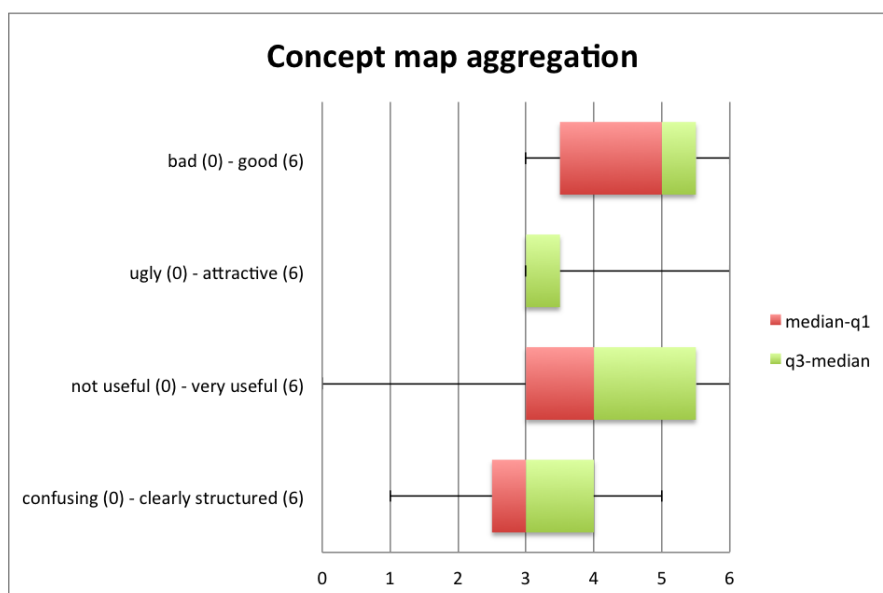 Concept map aggregation
bad (0) - good (6)
ugly (0) - attractive (6)
not useful (0) - very useful (6)
confusing (0) - clearly structured (6)
median-q1
q3-median
0 1 2 3 4 5 6